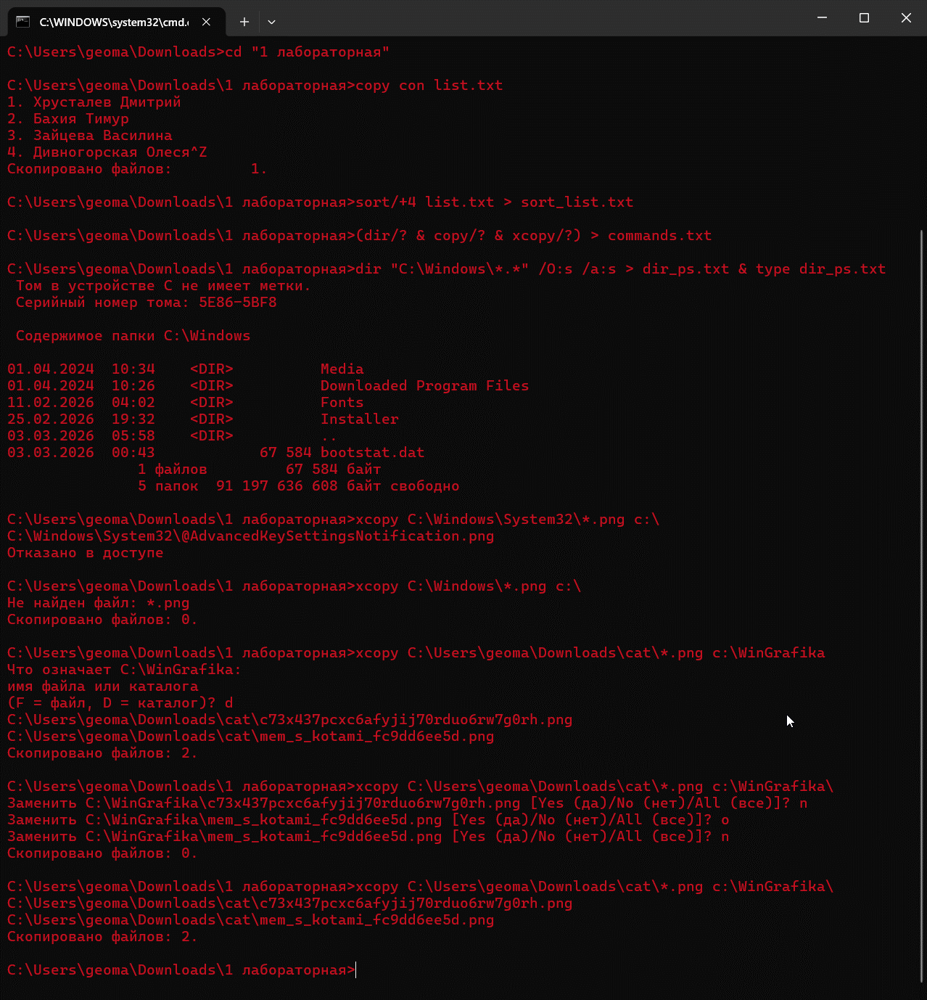 C:\WINDOWS\system32\cmd.
C:\Users\geoma\Downloads>cd "1 лабораторная"
C:\Users\geoma\Downloads\1 лабораторная>copy con list.txt
1. Хрусталев Дмитрий
2. Бахия Тимур
3. Зайцева Василина
4. Дивногорская Олеся^Z
Скопировано файлов:         1.
C:\Users\geoma\Downloads\1 лабораторная>sort/+4 list.txt > sort_list.txt
C:\Users\geoma\Downloads\1 лабораторная>(dir/? & copy/? & xcopy/?) > commands.txt
C:\Users\geoma\Downloads\1 лабораторная>dir "C:\Windows\*.*" /O:s /a:s > dir_ps.txt & type dir_ps.txt
Том в устройстве C не имеет метки.
Серийный номер тома: 5E86-5BF8
Содержимое папки C:\Windows
01.04.2024  10:34    <DIR>          Media
01.04.2024  10:26    <DIR>          Downloaded Program Files
11.02.2026  04:02    <DIR>          Fonts
25.02.2026  19:32    <DIR>          Installer
03.03.2026  05:58    <DIR>          ..
03.03.2026  00:43            67 584 bootstat.dat
1 файлов         67 584 байт
5 папок  91 197 636 608 байт свободно
C:\Users\geoma\Downloads\1 лабораторная>xcopy C:\Windows\System32\*.png c:\
C:\Windows\System32\@AdvancedKeySettingsNotification.png
Отказано в доступе
C:\Users\geoma\Downloads\1 лабораторная>xcopy C:\Windows\*.png c:\
Не найден файл: *.png
Скопировано файлов: 0.
C:\Users\geoma\Downloads\1 лабораторная>xcopy C:\Users\geoma\Downloads\cat\*.png c:\WinGrafika
Что означает C:\WinGrafika:
имя файла или каталога
(F = файл, D = каталог)? d
C:\Users\geoma\Downloads\cat\c73x437pcxc6afyjij70rduo6rw7g0rh.png
C:\Users\geoma\Downloads\cat\mem_s_kotami_fc9dd6ee5d.png
Скопировано файлов: 2.
C:\Users\geoma\Downloads\1 лабораторная>xcopy C:\Users\geoma\Downloads\cat\*.png c:\WinGrafika\
Заменить C:\WinGrafika\c73x437pcxc6afyjij70rduo6rw7g0rh.png [Yes (да)/No (нет)/All (все)]? n
Заменить C:\WinGrafika\mem_s_kotami_fc9dd6ee5d.png [Yes (да)/No (нет)/All (все)]? o
Заменить C:\WinGrafika\mem_s_kotami_fc9dd6ee5d.png [Yes (да)/No (нет)/All (все)]? n
Скопировано файлов: 0.
C:\Users\geoma\Downloads\1 лабораторная>xcopy C:\Users\geoma\Downloads\cat\*.png c:\WinGrafika\
C:\Users\geoma\Downloads\cat\c73x437pcxc6afyjij70rduo6rw7g0rh.png
C:\Users\geoma\Downloads\cat\mem_s_kotami_fc9dd6ee5d.png
Скопировано файлов: 2.
C:\Users\geoma\Downloads\1 лабораторная>